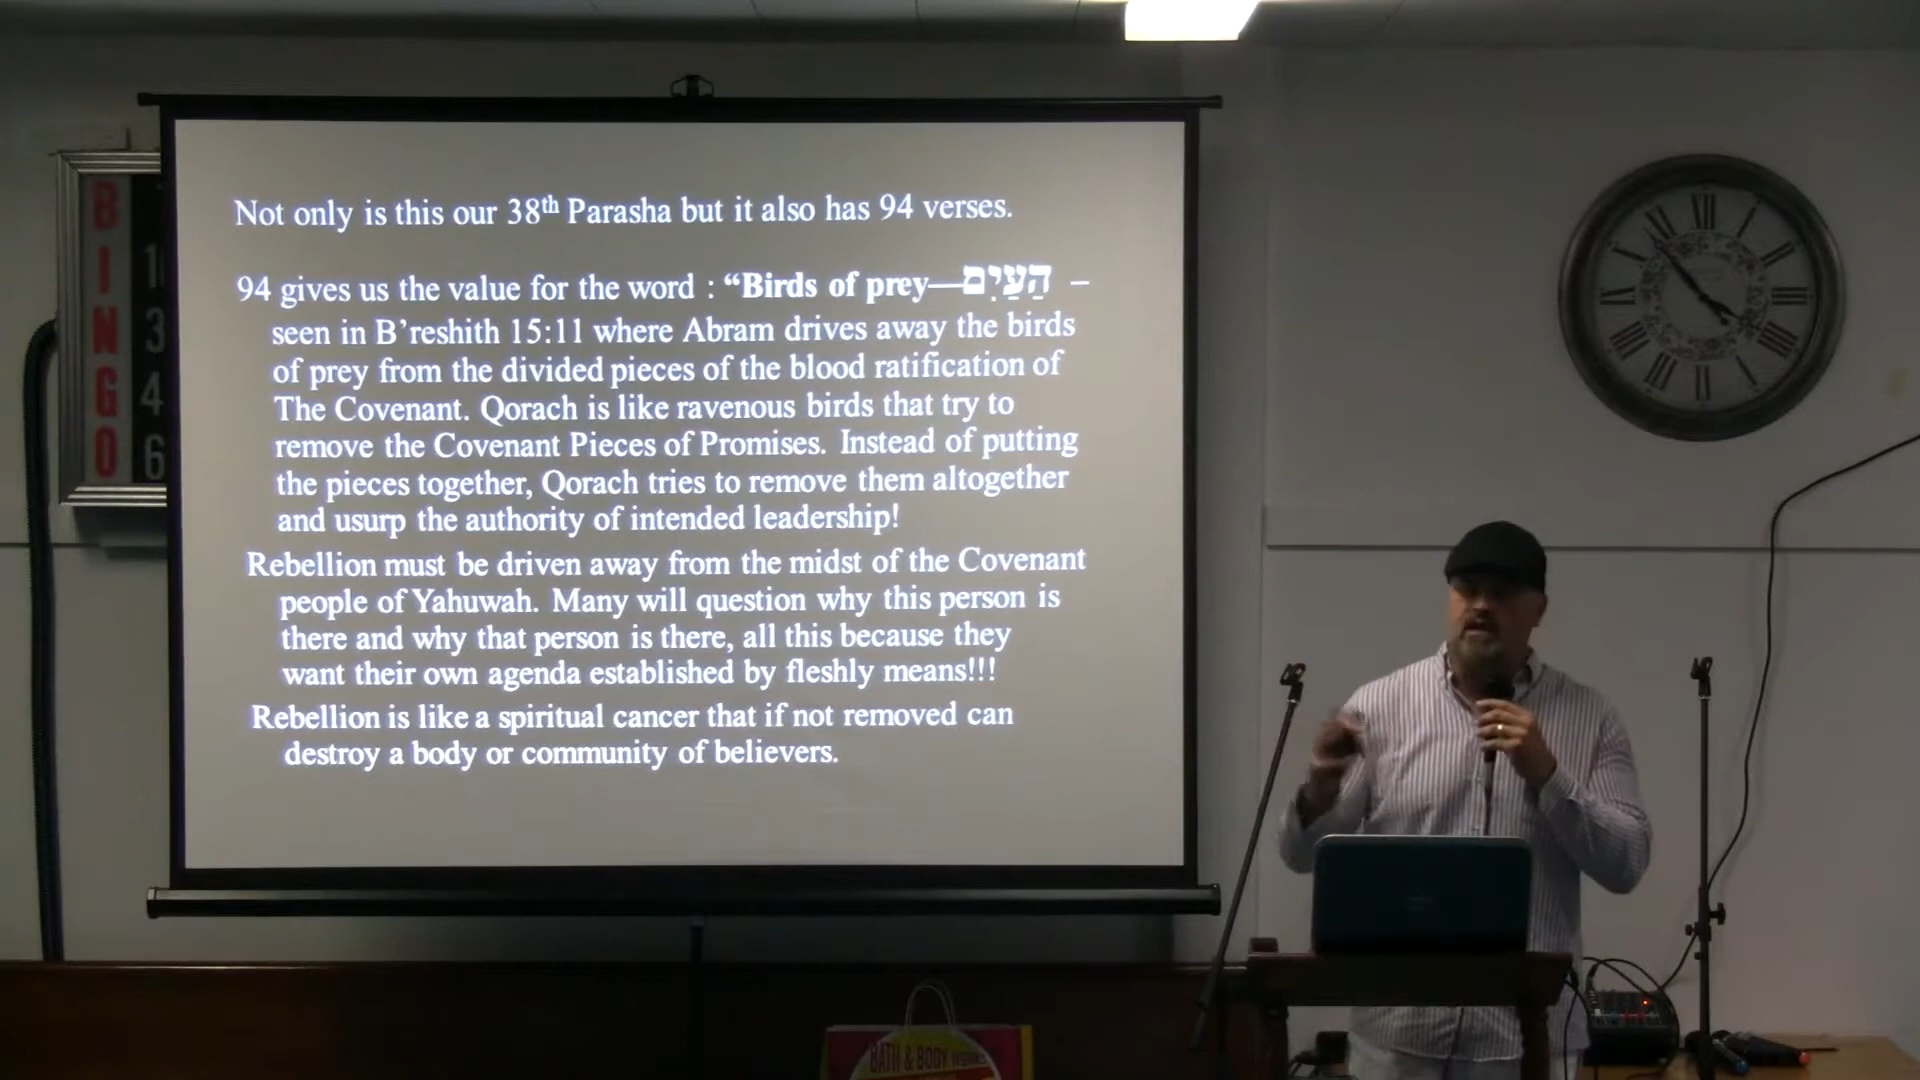 Not only is this our 38th Parasha but it also has 94 verses.
94 gives us the value for the word : “Birds of prey—הַעַיִם –
seen in B’reshith 15:11 where Abram drives away the birds
of prey from the divided pieces of the blood ratification of
The Covenant. Qorach is like ravenous birds that try to
remove the Covenant Pieces of Promises. Instead of putting
the pieces together, Qorach tries to remove them altogether
and usurp the authority of intended leadership!
Rebellion must be driven away from the midst of the Covenant
people of Yahuwah. Many will question why this person is
there and why that person is there, all this because they
want their own agenda established by fleshly means!!!
Rebellion is like a spiritual cancer that if not removed can
destroy a body or community of believers.
BINGO
3
4
6
BATH & BODY WORKS